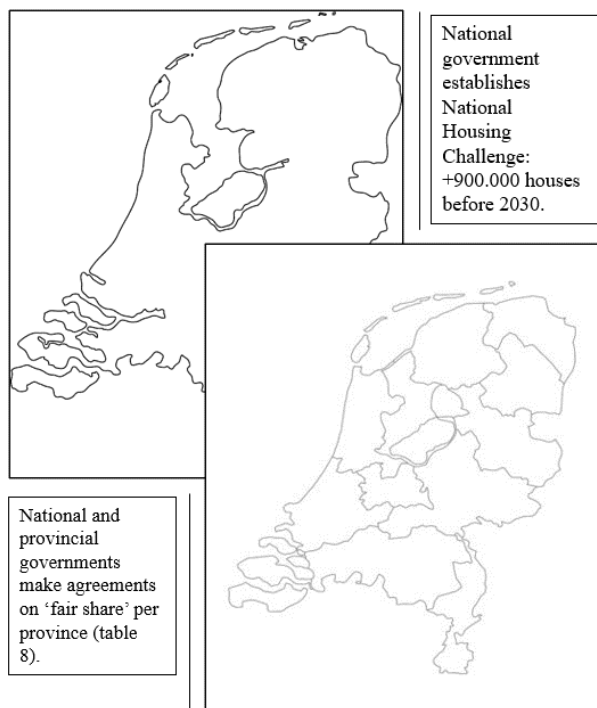 National
government
establishes
National
Housing
Challenge:
+900.000 houses
before 2030.
National and
provincial
governments
make agreements
on ‘fair share’ per
province (table
8).